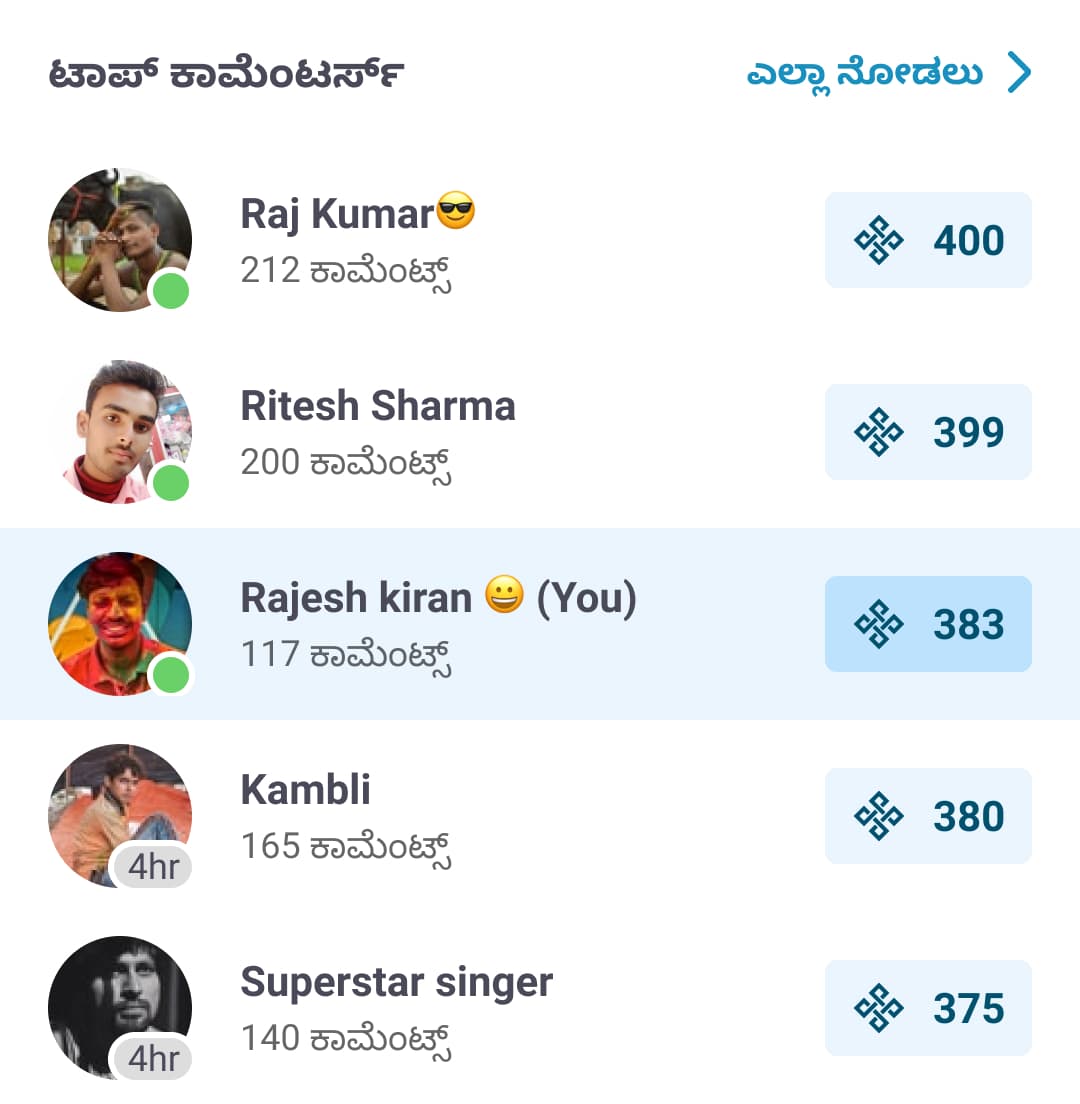 ಟಾಪ್ ಕಾಮೆಂಟರ್ಸ್
ಎಲ್ಲಾ ನೋಡಲು
Raj Kumar😎
212 ಕಾಮೆಂಟ್ಸ್
400
Ritesh Sharma
200 ಕಾಮೆಂಟ್ಸ್
399
Rajesh kiran 😀 (You)
117 ಕಾಮೆಂಟ್ಸ್
383
Kambli
165 ಕಾಮೆಂಟ್ಸ್
4hr
380
Superstar singer
140 ಕಾಮೆಂಟ್ಸ್
4hr
375